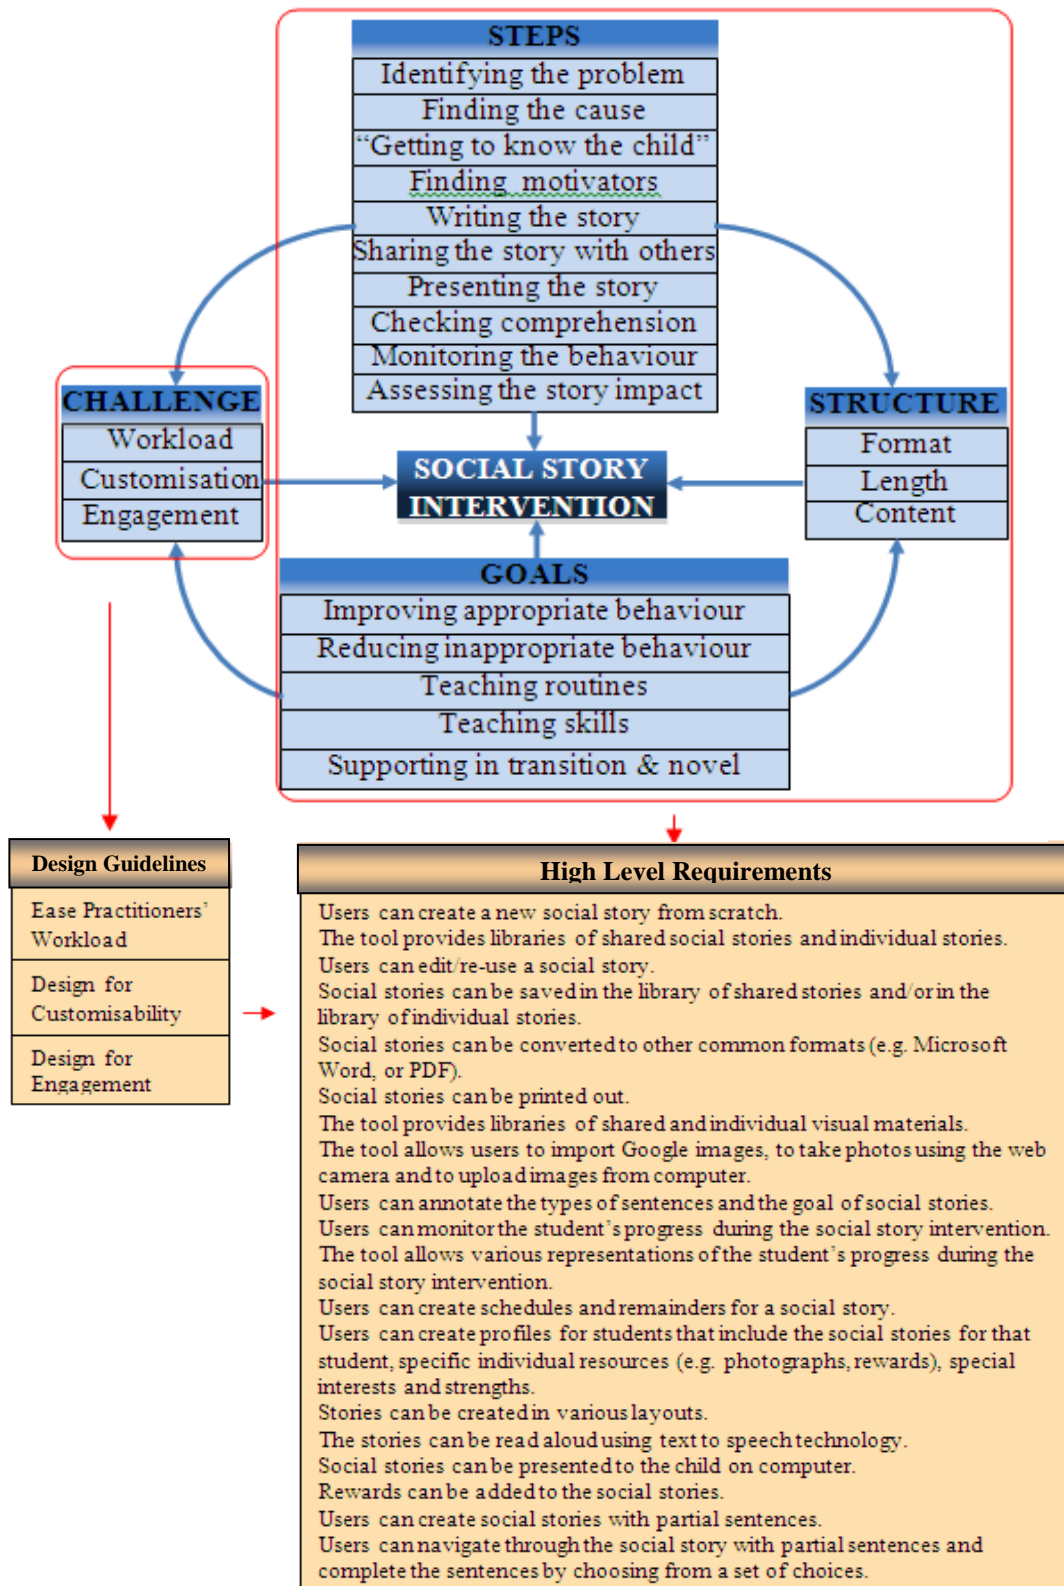 STEPS
Identifying the problem
Finding the cause
“Getting to know the child”
Finding motivators
Writing the story
Sharing the story with others
Presenting the story
Checking comprehension
Monitoring the behaviour
Assessing the story impact
CHALLENGE
Workload
Customisation
Engagement
SOCIAL STORY
INTERVENTION
STRUCTURE
Format
Length
Content
GOALS
Improving appropriate behaviour
Reducing inappropriate behaviour
Teaching routines
Teaching skills
Supporting in transition & novel
Design Guidelines
Ease Practitioners’
Workload
Design for
Customisability
Design for
Engagement
High Level Requirements
Users can create a new social story from scratch.
The tool provides libraries of shared social stories and individual stories.
Users can edit/re-use a social story.
Social stories can be saved in the library of shared stories and/or in the
library of individual stories.
Social stories can be converted to other common formats (e.g. Microsoft
Word, or PDF).
Social stories can be printed out.
The tool provides libraries of shared and individual visual materials.
The tool allows users to import Google images, to take photos using the web
camera and to upload images from computer.
Users can annotate the types of sentences and the goal of social stories.
Users can monitor the student’s progress during the social story intervention.
The tool allows various representations of the student’s progress during the
social story intervention.
Users can create schedules and remainders for a social story.
Users can create profiles for students that include the social stories for that
student, specific individual resources (e.g. photographs, rewards), special
interests and strengths.
Stories can be created in various layouts.
The stories can be read aloud using text to speech technology.
Social stories can be presented to the child on computer.
Rewards can be added to the social stories.
Users can create social stories with partial sentences.
Users can navigate through the social story with partial sentences and
complete the sentences by choosing from a set of choices.